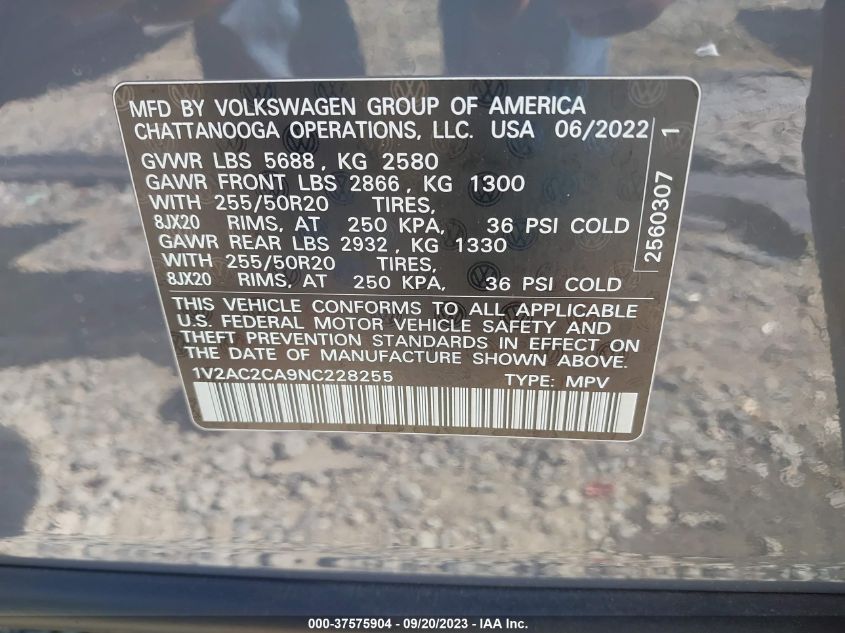 MFD BY VOLKSWAGEN GROUP OF AMERICA
CHATTANOOGA OPERATIONS, LLC. USA 06/2022
GVWR LBS 5688, KG 2580
GAWR FRONT LBS 2866, KG 1300
WITH 255/50R20 TIRES,
8JX20 RIMS, AT 250 KPA, 36 PSI COLD
GAWR REAR LBS 2932, KG 1330
WITH 255/50R20 TIRES,
8JX20 RIMS, AT 250 KPA, 36 PSI COLD
THIS VEHICLE CONFORMS TO ALL APPLICABLE
U.S. FEDERAL MOTOR VEHICLE SAFETY AND
THEFT PREVENTION STANDARDS IN EFFECT ON
THE DATE OF MANUFACTURE SHOWN ABOVE.
1V2AC2CA9NC228255 TYPE: MPV
2560307 1
000-37575904 - 09/20/2023 - IAA Inc.